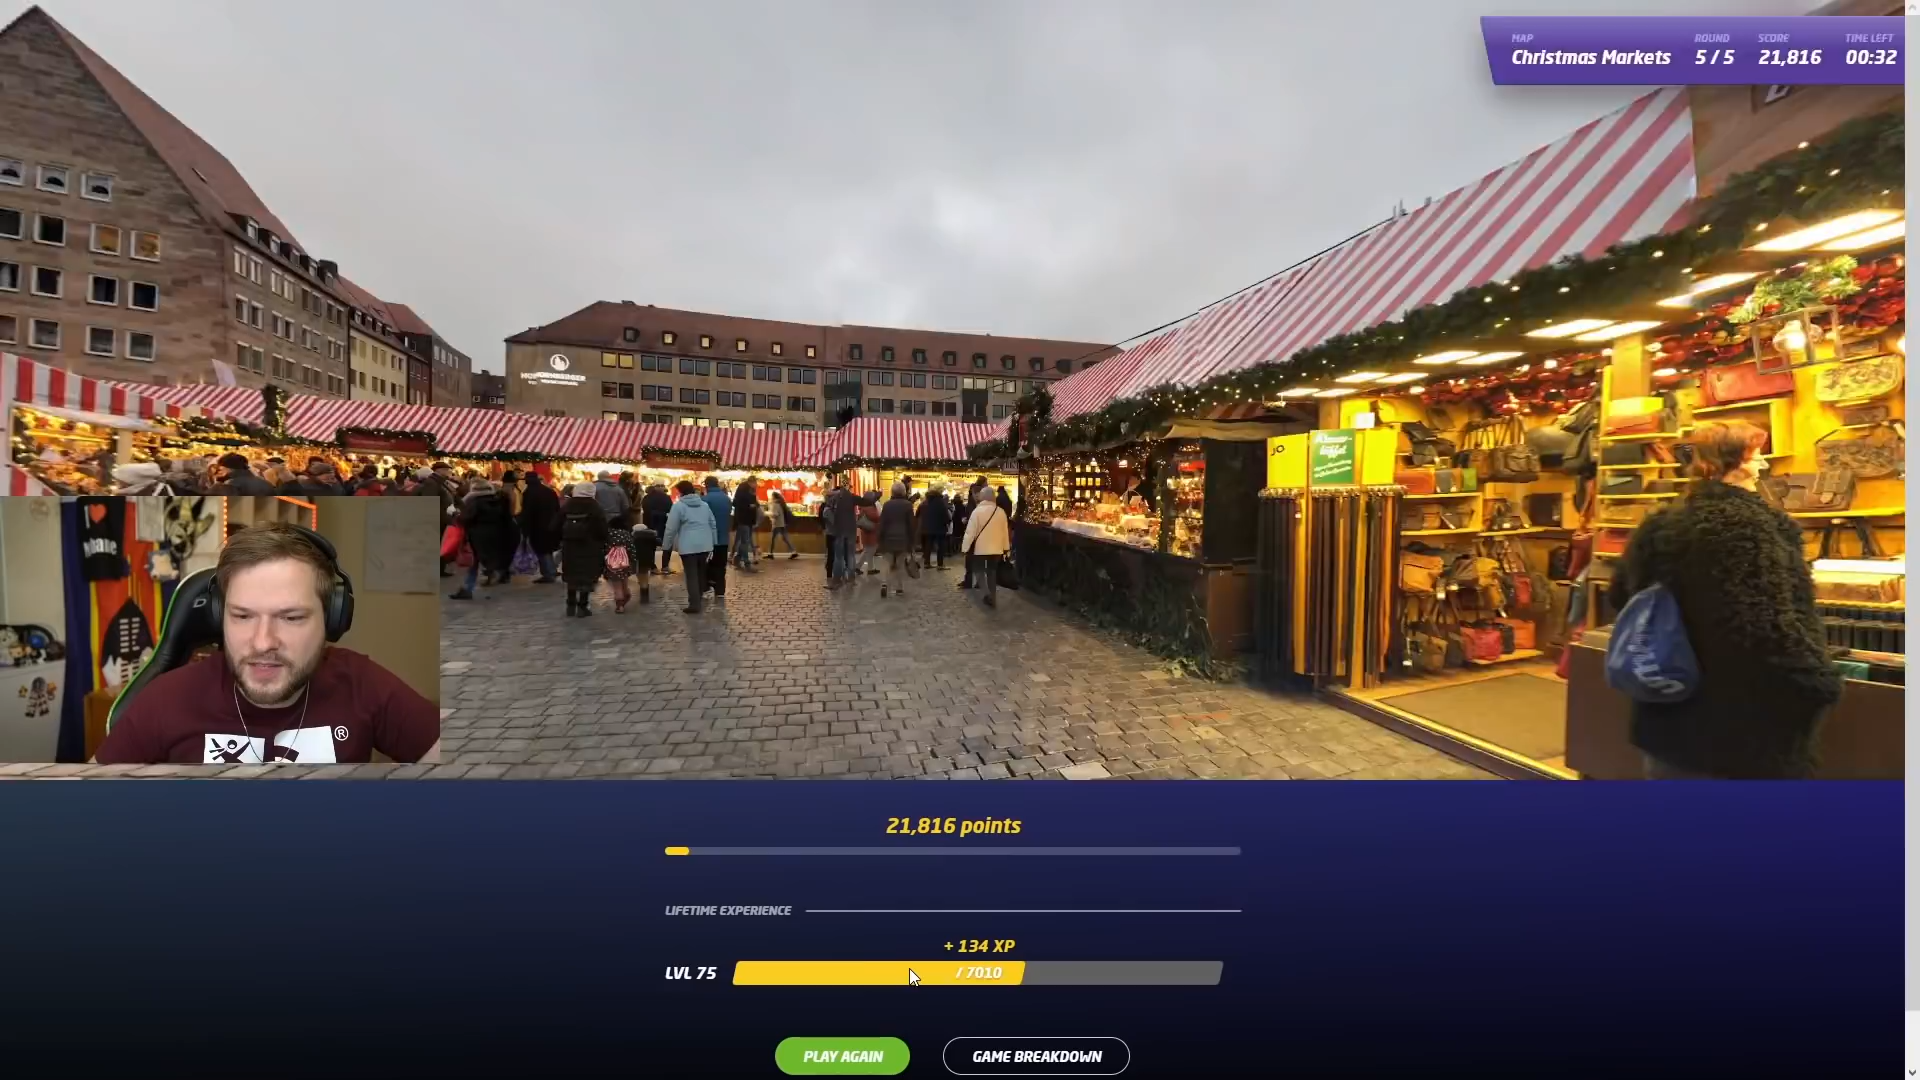 MAP
Christmas Markets
ROUND
5 / 5
SCORE
21,816
TIME LEFT
00:32
JO
D
®
21,816 points
LIFETIME EXPERIENCE
+ 134 XP
LVL 75
/ 7010
PLAY AGAIN
GAME BREAKDOWN